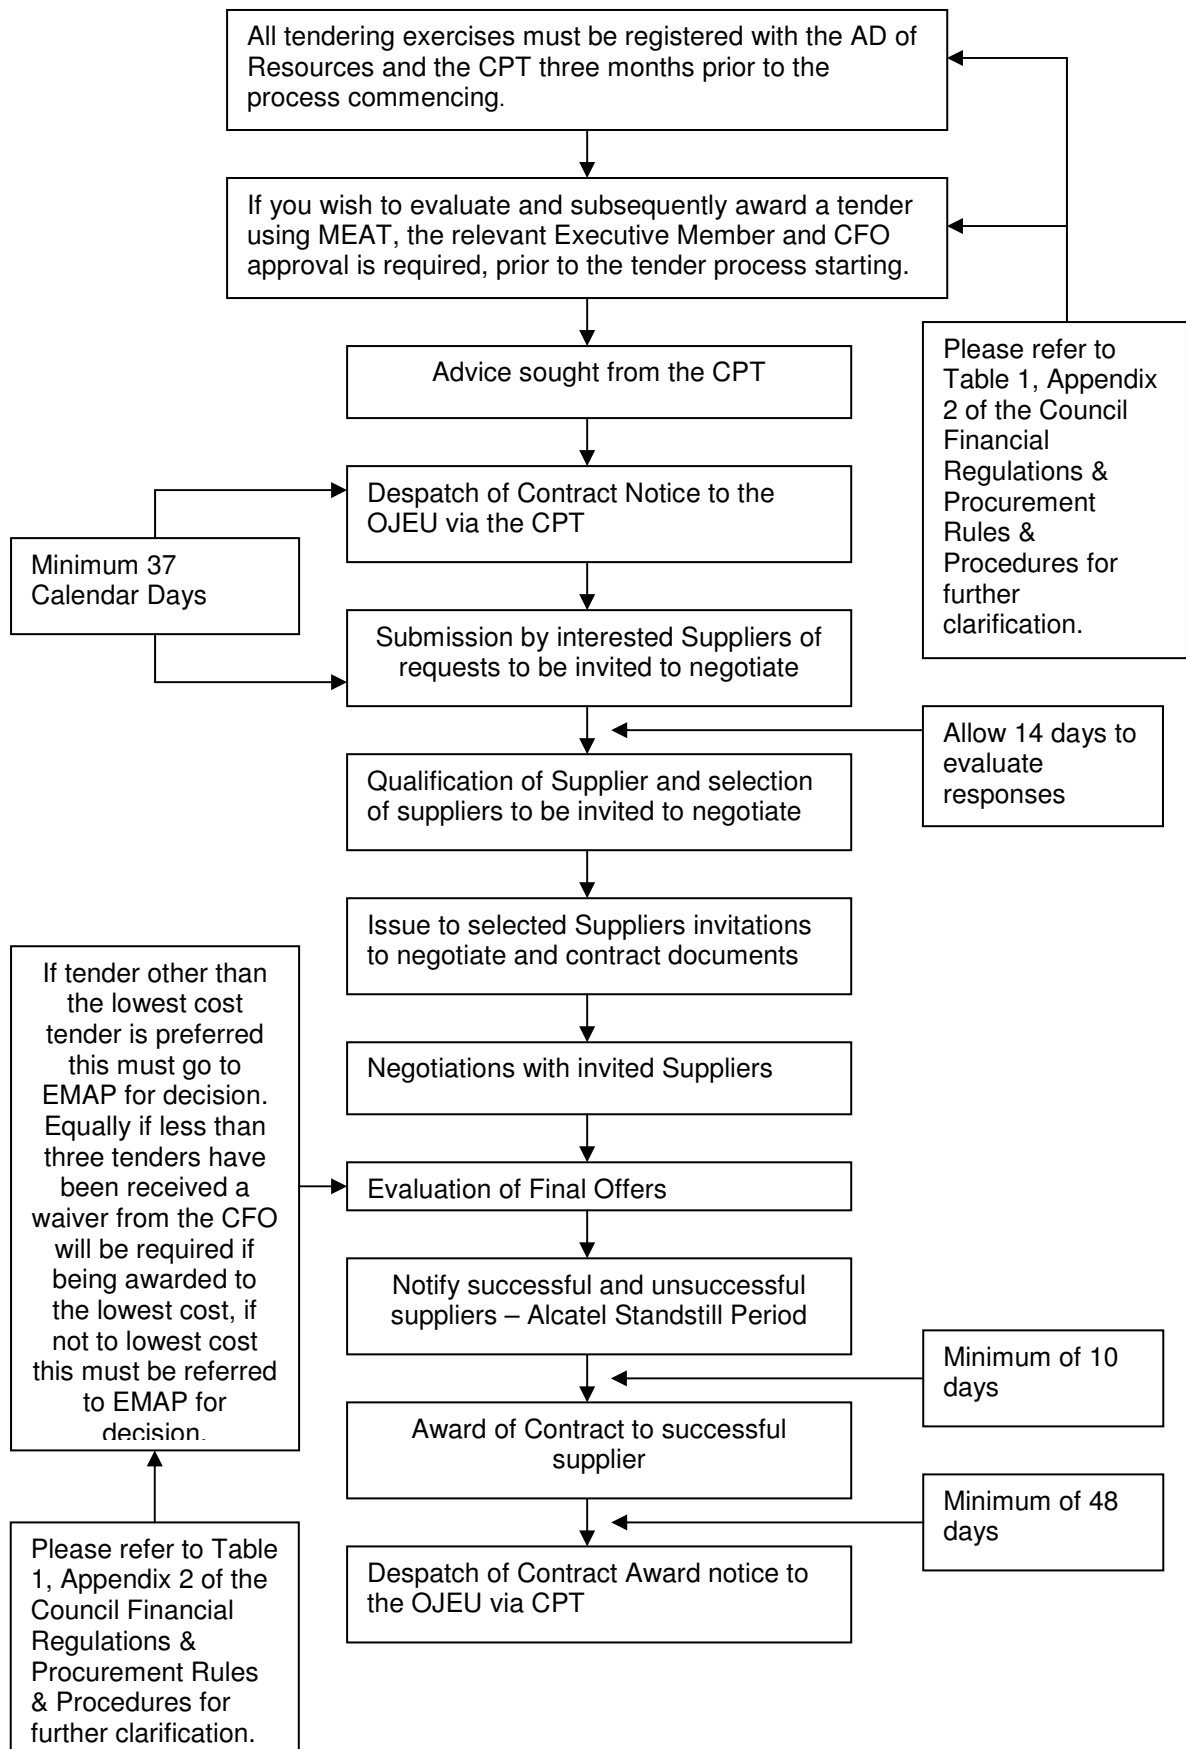 All tendering exercises must be registered with the AD of
Resources and the CPT three months prior to the
process commencing.
If you wish to evaluate and subsequently award a tender
using MEAT, the relevant Executive Member and CFO
approval is required, prior to the tender process starting.
Please refer to
Table 1, Appendix
2 of the Council
Financial
Regulations &
Procurement
Rules &
Procedures for
further
clarification.
Advice sought from the CPT
Despatch of Contract Notice to the
OJEU via the CPT
Minimum 37
Calendar Days
Submission by interested Suppliers of
requests to be invited to negotiate
Allow 14 days to
evaluate
responses
Qualification of Supplier and selection
of suppliers to be invited to negotiate
Issue to selected Suppliers invitations
to negotiate and contract documents
If tender other than
the lowest cost
tender is preferred
this must go to
EMAP for decision.
Equally if less than
three tenders have
been received a
waiver from the CFO
will be required if
being awarded to
the lowest cost, if
not to lowest cost
this must be referred
to EMAP for
decision.
Negotiations with invited Suppliers
Evaluation of Final Offers
Notify successful and unsuccessful
suppliers – Alcatel Standstill Period
Minimum of 10
days
Award of Contract to successful
supplier
Minimum of 48
days
Despatch of Contract Award notice to
the OJEU via CPT
Please refer to Table
1, Appendix 2 of the
Council Financial
Regulations &
Procurement Rules
& Procedures for
further clarification.